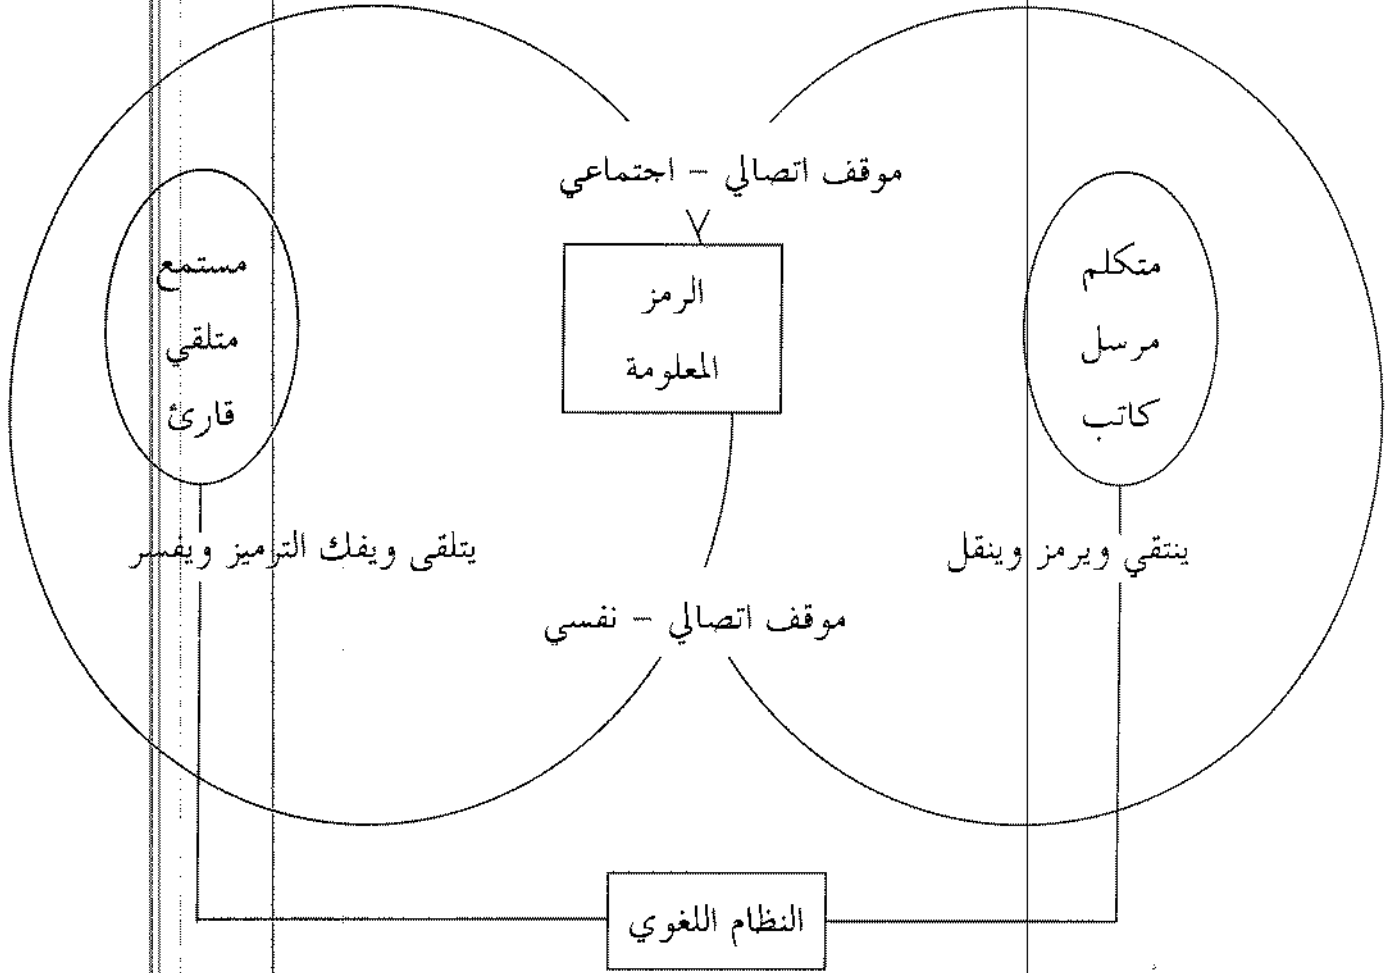 موقف اتصالي – اجتماعي
متكلم
مرسل
كاتب
الرمز
المعلومة
مستمع
متلقي
قارئ
ينتقي ويرمز وينقل
يتلقى ويفك الترميز ويفسر
موقف اتصالي – نفسي
النظام اللغوي